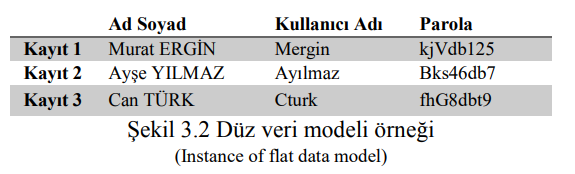 Ad Soyad Kullanıcı Adı Parola
Kayıt 1 Murat ERGİN Mergin kjVdb125
Kayıt 2 Ayşe YILMAZ Ayılmaz Bks46db7
Kayıt 3 Can TÜRK Cturk fhG8dbt9
Şekil 3.2 Düz veri modeli örneği
(Instance of flat data model)